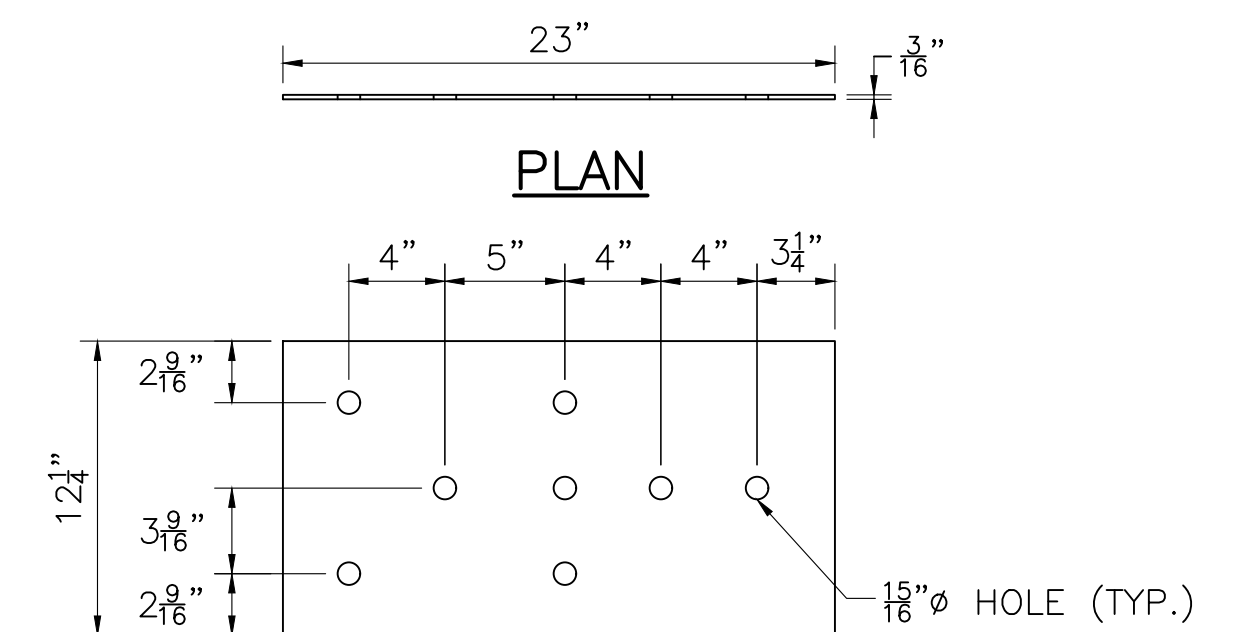 23”
3/16”
PLAN
4” 5” 4” 4” 3 1/4”
2 9/16”
12 1/4”
3 9/16”
2 9/16”
15/16”ø HOLE (TYP.)